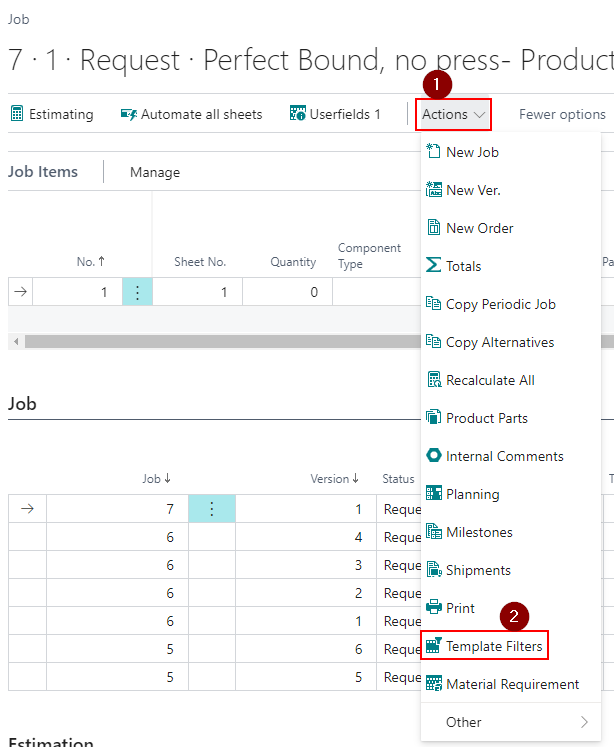 Job
7 · 1 · Request · Perfect Bound, no press- Product
1
Estimating Automate all sheets Userfields 1 Actions Fewer options
Job Items Manage
No. ↑ Sheet No. Quantity Component Type Pa
1 1 0
New Job
New Ver.
New Order
Totals
Copy Periodic Job
Copy Alternatives
Recalculate All
Product Parts
Internal Comments
Planning
Milestones
Shipments
Print
2
Template Filters
Material Requirement
Other
Job
Job ↓ Version ↓ Status T
7 1 Reque
6 4 Reque
6 3 Reque
6 2 Reque
6 1 Reque
5 6 Reque
5 5 Reque
Estimation